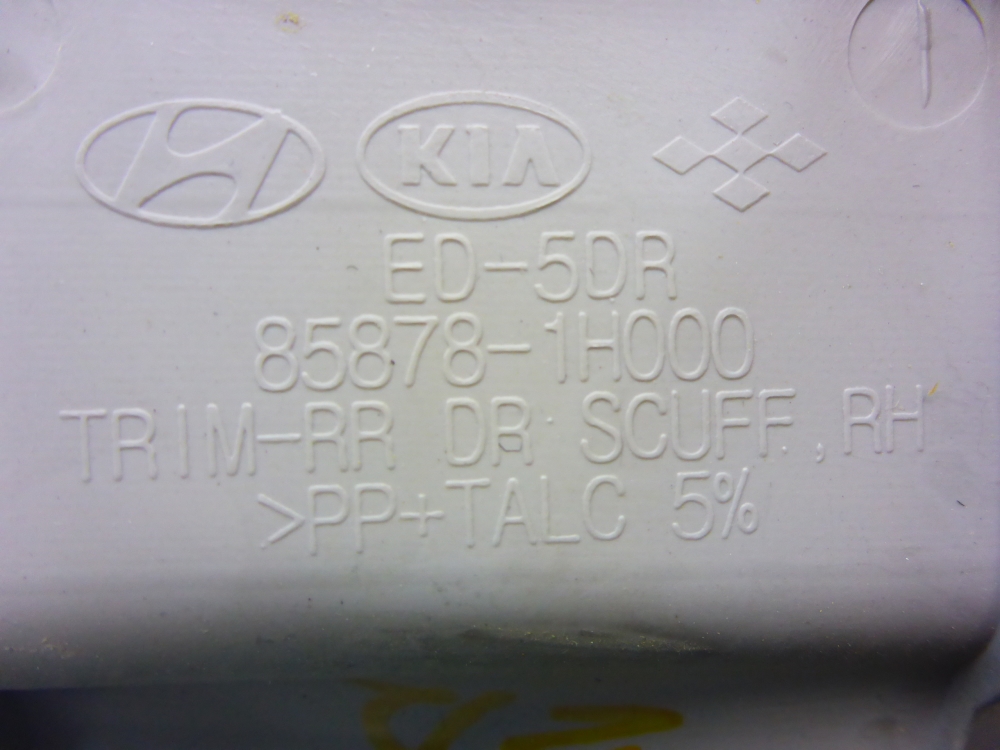 KIA
ED-5DR
85878-1H000
TRIM-RR DR SCUFF,RH
>PP+TALC 5%